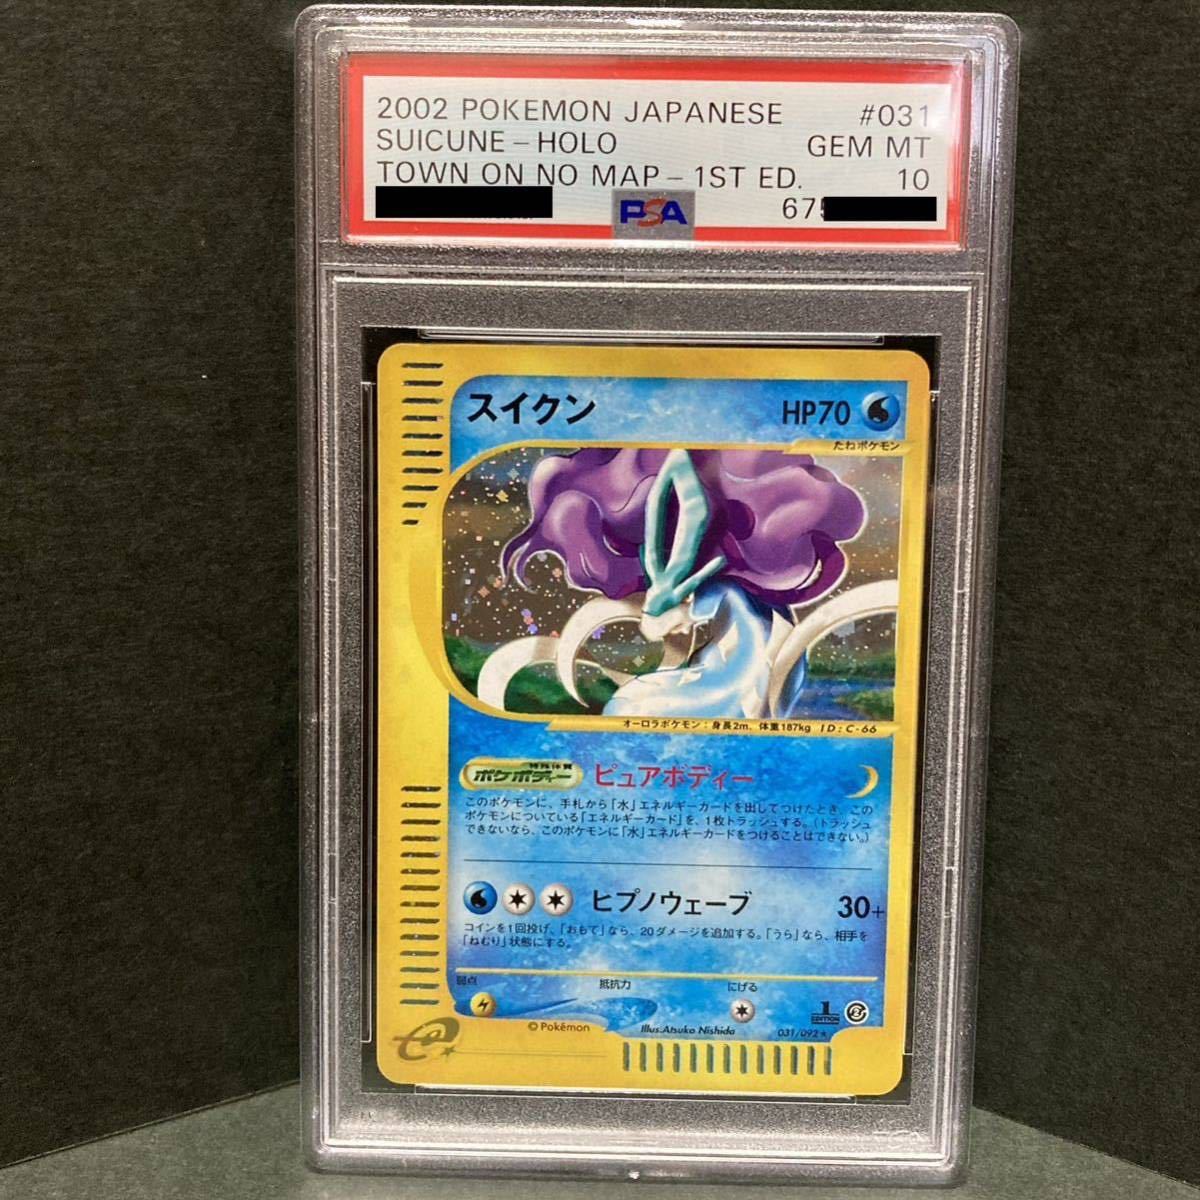 2002 POKEMON JAPANESE #031
SUICUNE - HOLO GEM MT
TOWN ON NO MAP - 1ST ED. 10
PSA 67
スイクン HP70
たねポケモン
オーロラポケモン：身長2m、体重187kg ID：C-66
特殊体質
ポケボディー ピュアボディー
このポケモンに、手札から「水」エネルギーカードを出してつけたとき、この
ポケモンについている「エネルギーカード」を、1枚トラッシュする。（トラッシュ
できないなら、このポケモンに「水」エネルギーカードをつけることはできない。）
ヒプノウェーブ 30+
コインを1回投げ、「おもて」なら、20ダメージを追加する。「うら」なら、相手を
「ねむり」状態にする。
弱点 抵抗力 にげる
1
EDITION
©Pokémon Illus.Atsuko Nishida 031/092★
e